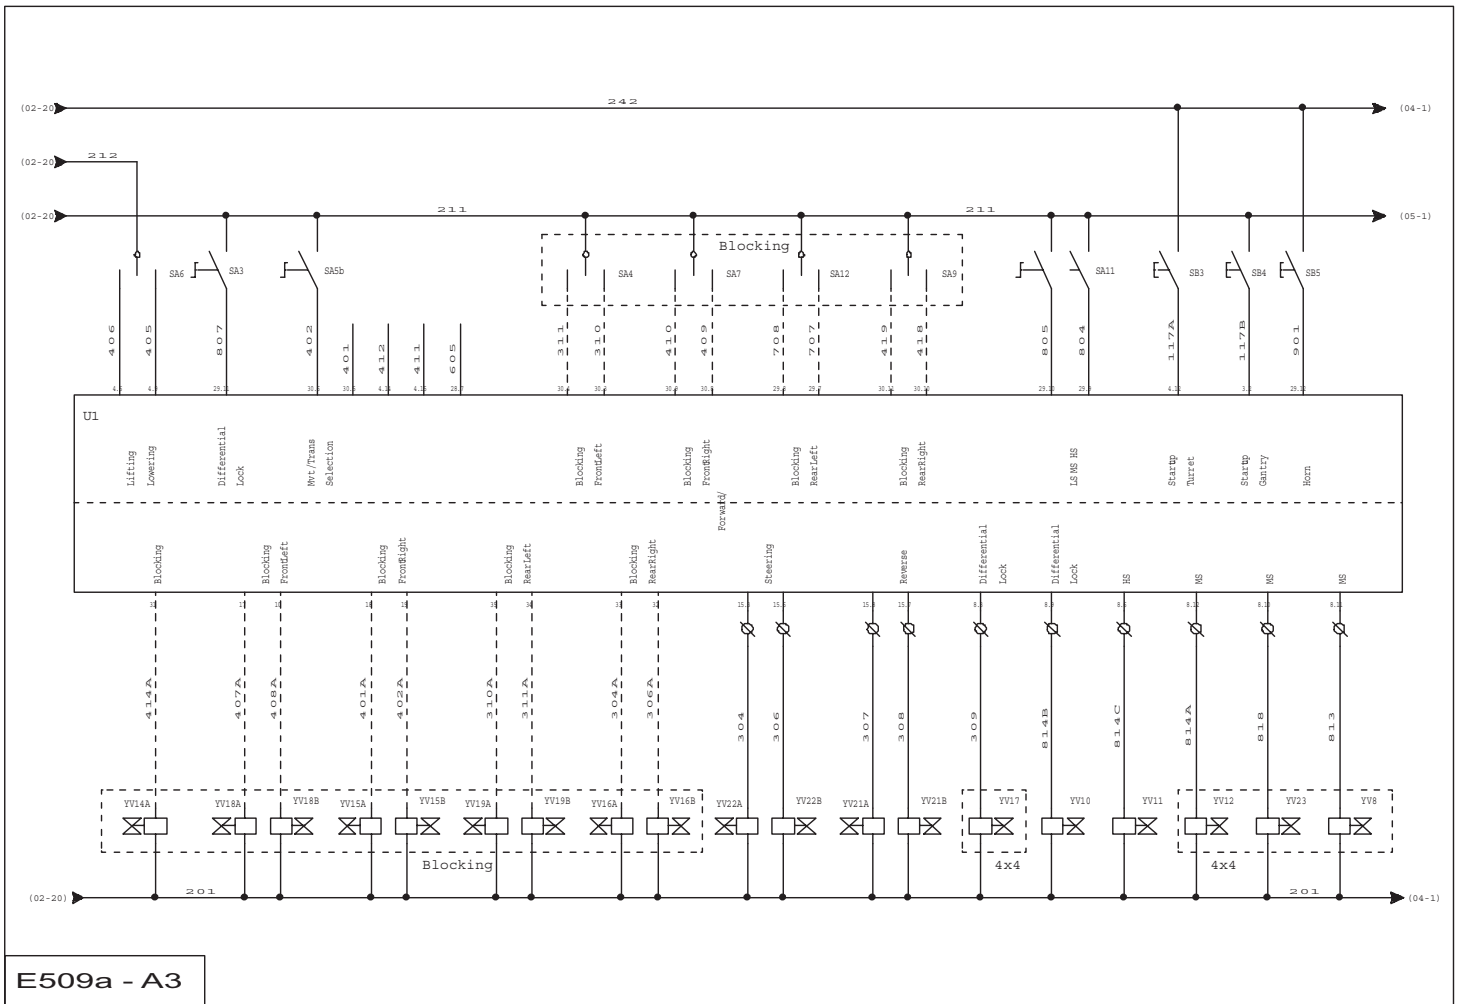 242
(02-20
(04-1)
212
(02-20
(02-20
211
211
(05-1)
Blocking
SA6
SA3
SA5b
SA4
SA7
SA12
SA9
SA11
SB3
SB4
SB5
406
405
807
402
401
412
411
605
311
310
410
409
708
707
419
418
805
804
117A
117B
901
U1
Lifting
Lowering
Differential
Lock
Mvt/Trans
Selection
Blocking
FrontLeft
Blocking
FrontRight
Blocking
RearLeft
Blocking
RearRight
LS MS HS
Startup
Turret
Startup
Gantry
Horn
Forward/
Blocking
Blocking
FrontLeft
Blocking
FrontRight
Blocking
RearLeft
Blocking
RearRight
Steering
Reverse
Differential
Lock
Differential
Lock
HS
MS
MS
MS
414A
407A
408A
401A
402A
310A
311A
304A
306A
304
306
307
308
309
814B
814C
814A
818
813
YV14A
YV18A
YV18B
YV15A
YV15B
YV19A
YV19B
YV16A
YV16B
YV22A
YV22B
YV21A
YV21B
YV17
YV10
YV11
YV12
YV23
YV8
Blocking
4x4
4x4
(02-20)
201
201
(04-1)
E509a - A3